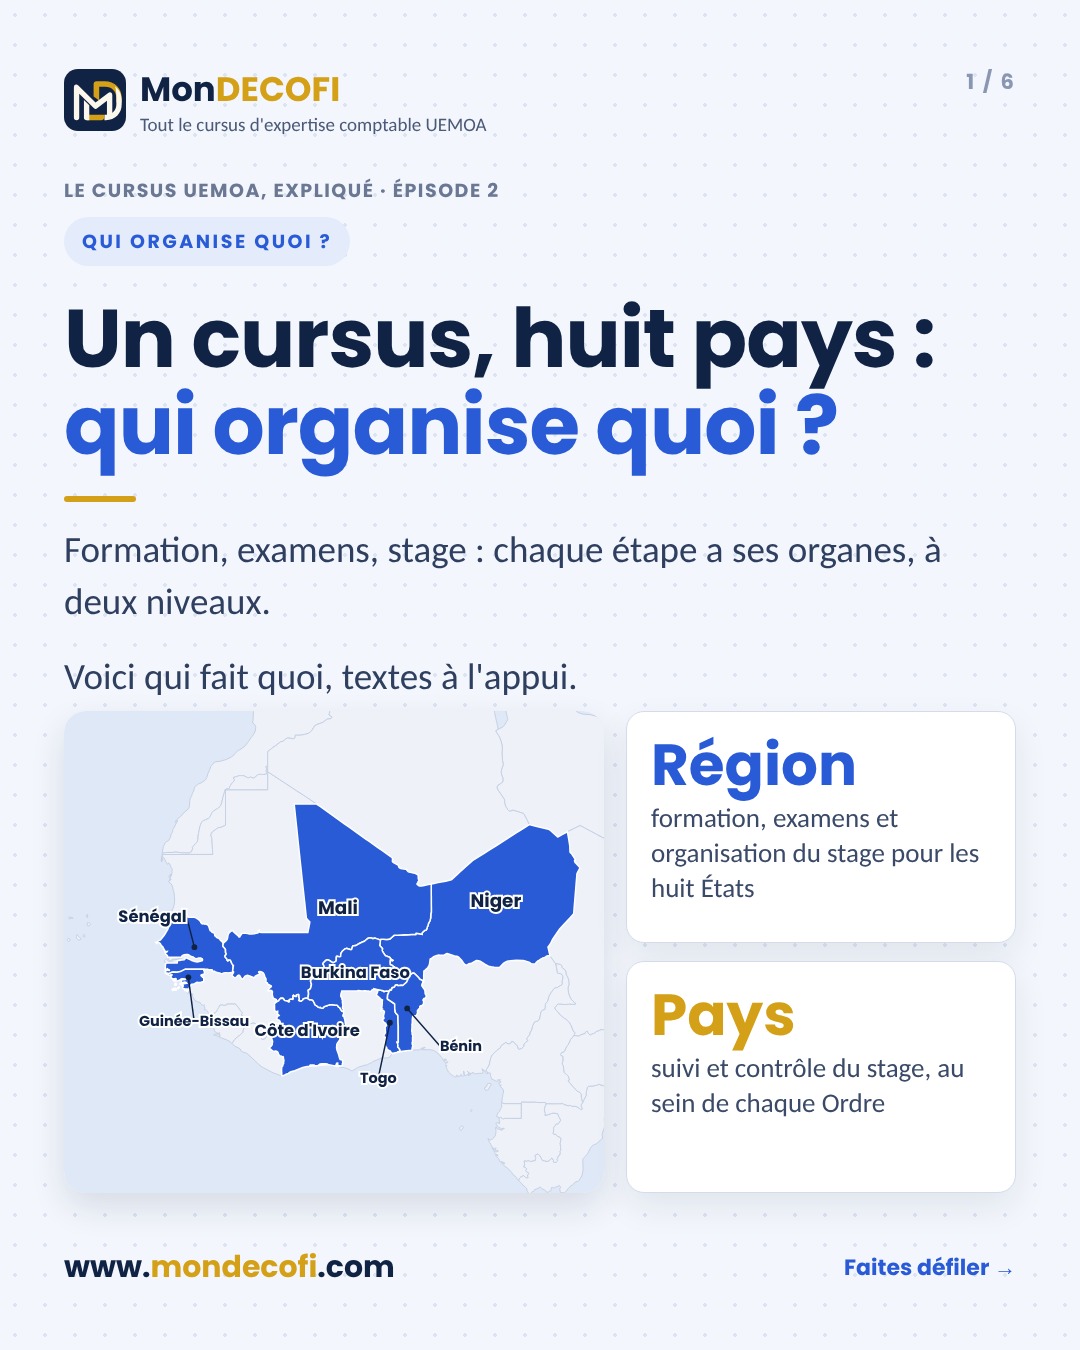 MonDECOFI
Tout le cursus d'expertise comptable UEMOA
1 / 6
LE CURSUS UEMOA, EXPLIQUÉ · ÉPISODE 2
QUI ORGANISE QUOI ?
Un cursus, huit pays :
qui organise quoi ?
Formation, examens, stage : chaque étape a ses organes, à
deux niveaux.
Voici qui fait quoi, textes à l'appui.
Sénégal
Mali
Niger
Burkina Faso
Guinée-Bissau
Côte d'Ivoire
Bénin
Togo
Région
formation, examens et
organisation du stage pour les
huit États
Pays
suivi et contrôle du stage, au
sein de chaque Ordre
www.mondecofi.com
Faites défiler →